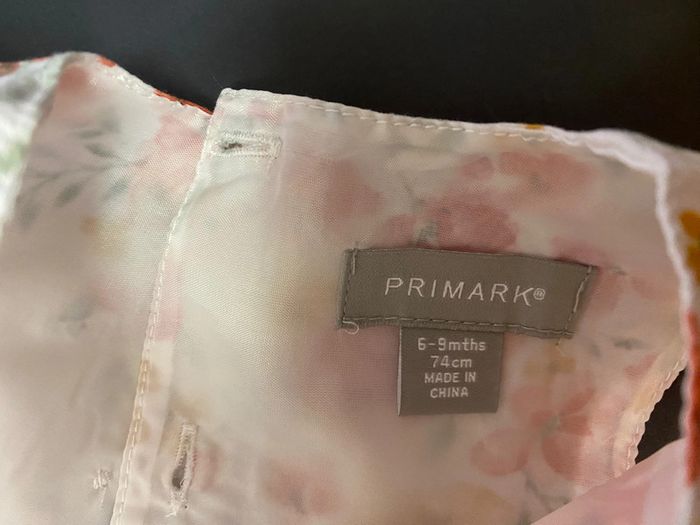 PRIMARK®
6-9mths
74cm
MADE IN
CHINA